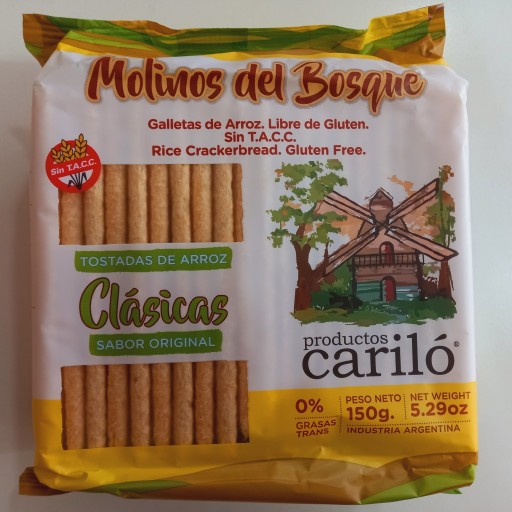 Molinos del Bosque
Galletas de Arroz. Libre de Gluten.
Sin T.A.C.C.
Rice Crackerbread. Gluten Free.
Sin T.A.C.C.
TOSTADAS DE ARROZ
Clásicas
SABOR ORIGINAL
productos
cariló®
0%
GRASAS
TRANS
PESO NETO
150g.
NET WEIGHT
5.29oz
INDUSTRIA ARGENTINA